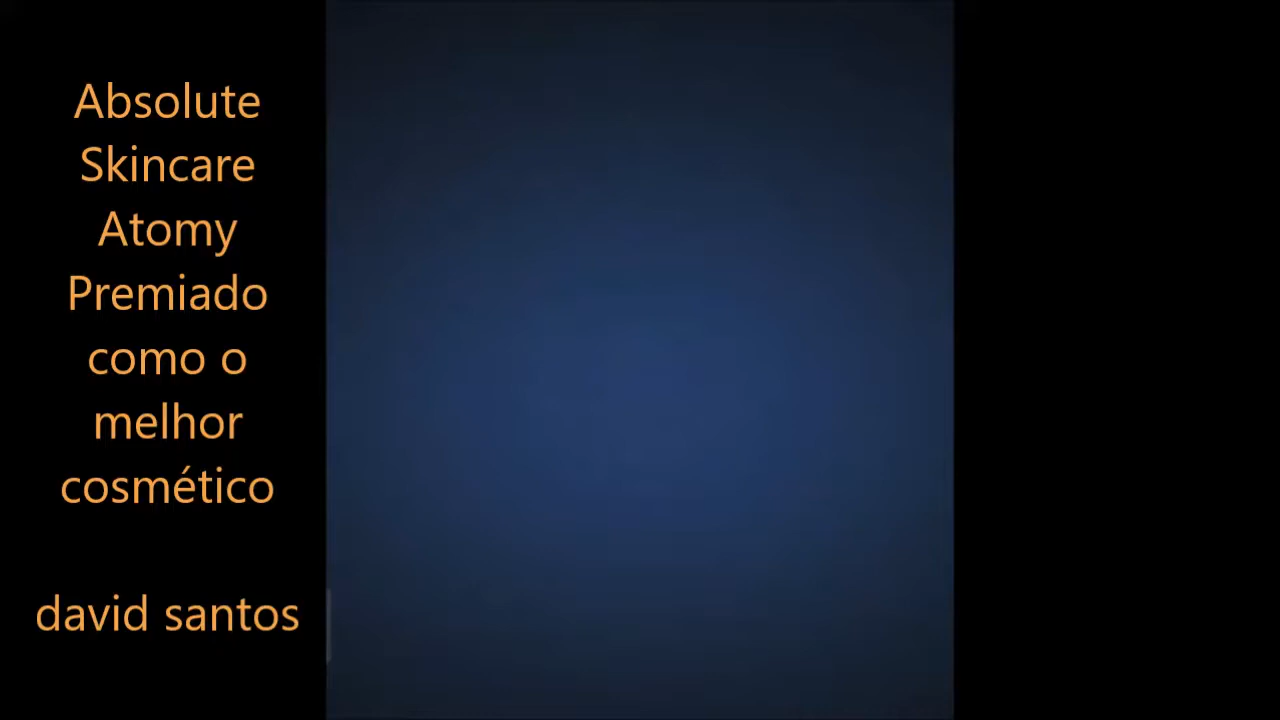 Absolute
Skincare
Atomy
Premiado
como o
melhor
cosmético
david santos